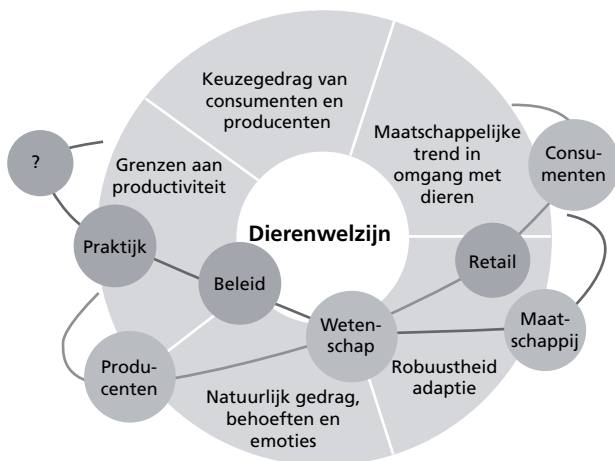 Keuzegedrag van
consumenten en
producenten
Maatschappelijke
trend in
omgang met
dieren
Consu-
menten
?
Grenzen aan
productiviteit
Dierenwelzijn
Praktijk
Beleid
Retail
Weten-
schap
Maat-
schappij
Produ-
centen
Robuustheid
adaptie
Natuurlijk gedrag,
behoeften en
emoties